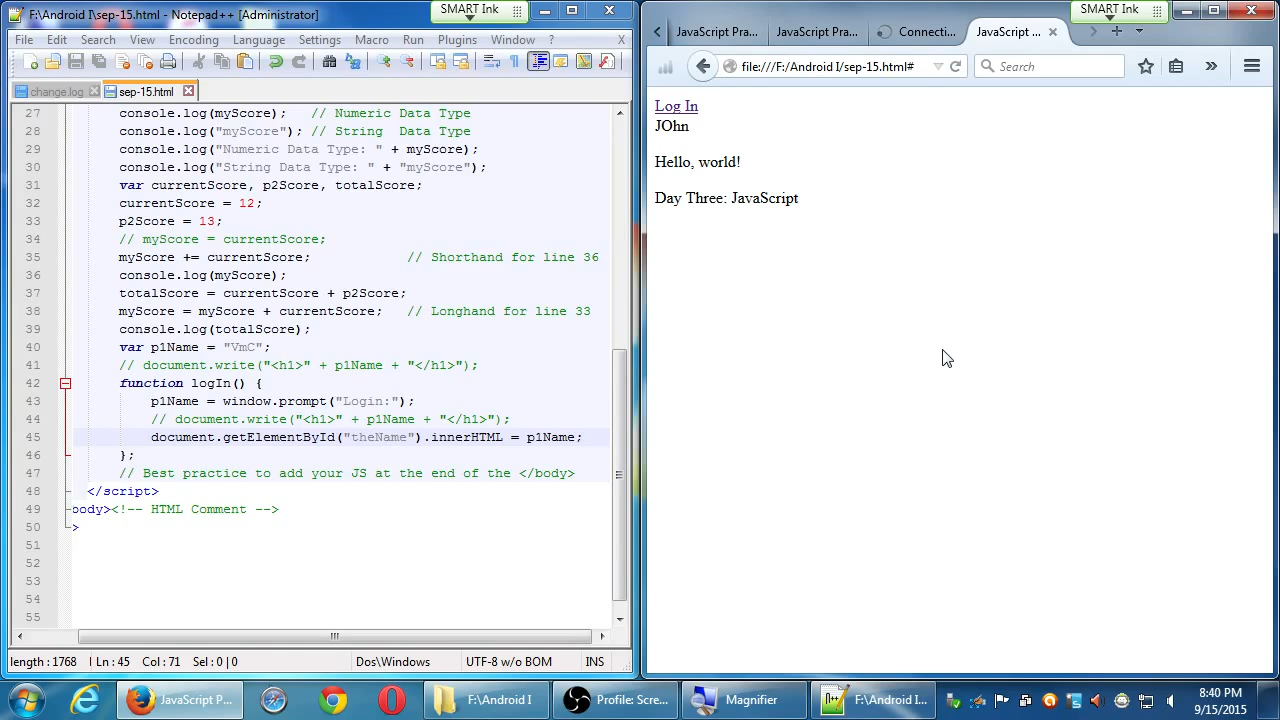 F:\Android I\sep-15.html - Notepad++ [Administrator]
SMART Ink
File Edit Search View Encoding Language Settings Macro Run Plugins Window ? X
change.log
sep-15.html
27 console.log(myScore); // Numeric Data Type
28 console.log("myScore"); // String  Data Type
29 console.log("Numeric Data Type: " + myScore);
30 console.log("String Data Type: " + "myScore");
31 var currentScore, p2Score, totalScore;
32 currentScore = 12;
33 p2Score = 13;
34 // myScore = currentScore;
35 myScore += currentScore; // Shorthand for line 36
36 console.log(myScore);
37 totalScore = currentScore + p2Score;
38 myScore = myScore + currentScore; // Longhand for line 33
39 console.log(totalScore);
40 var p1Name = "VmC";
41 // document.write("<h1>" + p1Name + "</h1>");
42 function logIn() {
43 p1Name = window.prompt("Login:");
44 // document.write("<h1>" + p1Name + "</h1>");
45 document.getElementById("theName").innerHTML = p1Name;
46 };
47 // Best practice to add your JS at the end of the </body>
48 </script>
49 body><!-- HTML Comment -->
50 >
51
52
53
54
55
length : 1768 l Ln : 45 Col : 71 Sel : 0 | 0 Dos\Windows UTF-8 w/o BOM INS
SMART Ink
JavaScript Pra...
JavaScript Pra...
Connecti...
JavaScript ...
file:///F:/Android I/sep-15.html#
Search
Log In
JOhn
Hello, world!
Day Three: JavaScript
JavaScript P...
F:\Android I
Profile: Scre...
Magnifier
F:\Android I...
8:40 PM
9/15/2015